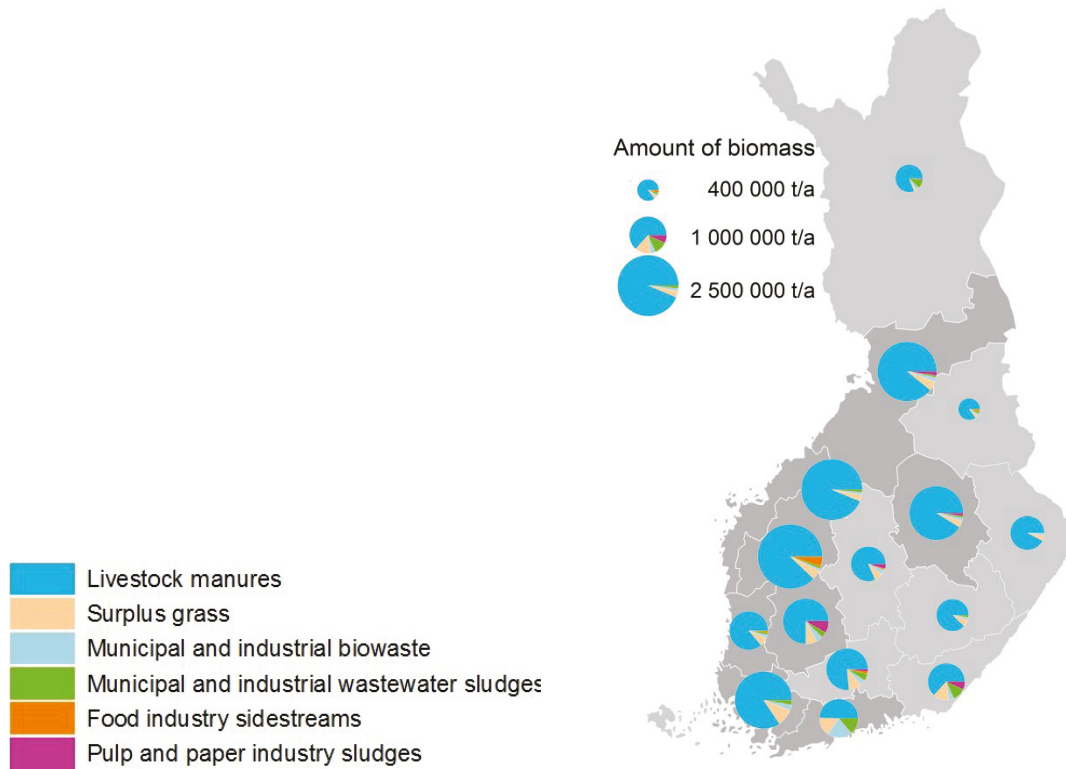 Amount of biomass
400 000 t/a
1 000 000 t/a
2 500 000 t/a
Livestock manures
Surplus grass
Municipal and industrial biowaste
Municipal and industrial wastewater sludges
Food industry sidestreams
Pulp and paper industry sludges